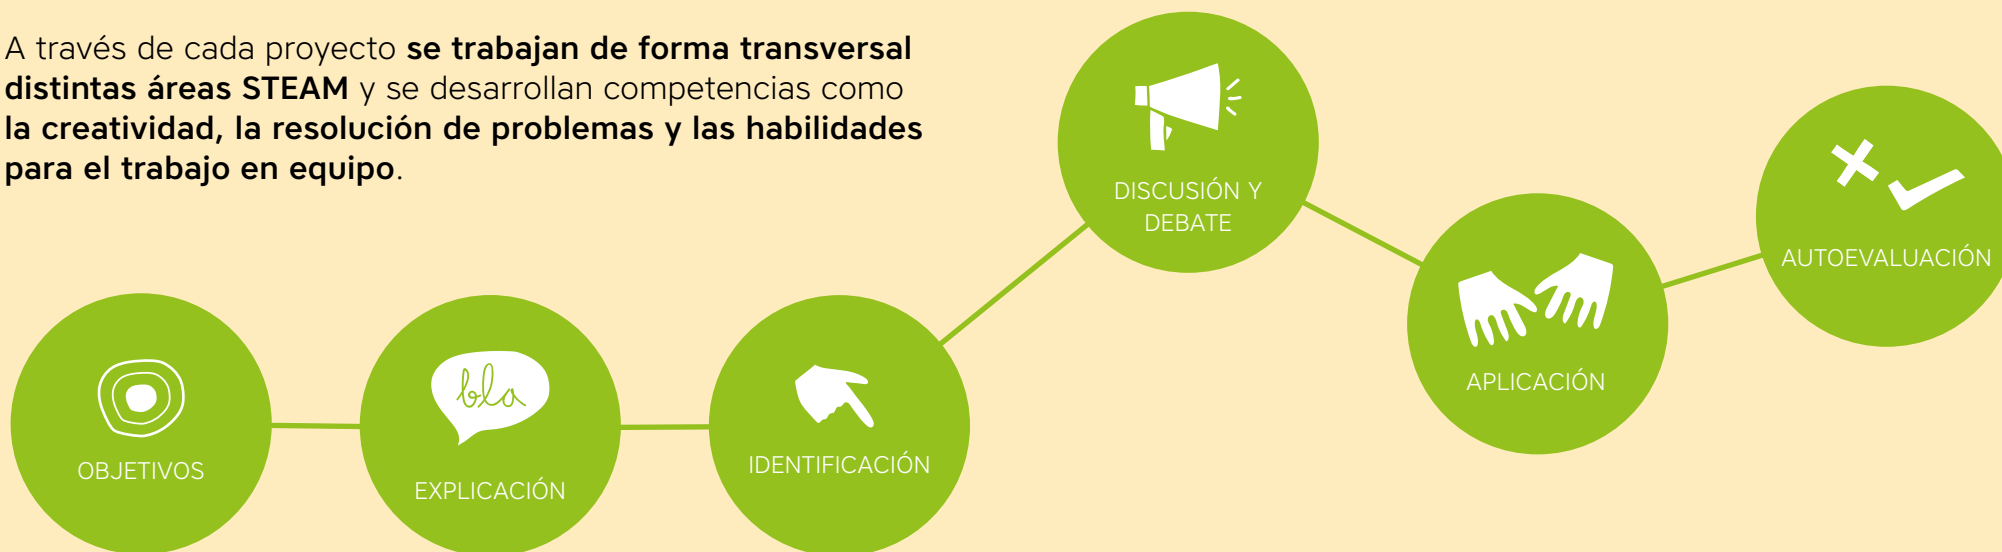 A través de cada proyecto se trabajan de forma transversal
distintas áreas STEAM y se desarrollan competencias como
la creatividad, la resolución de problemas y las habilidades
para el trabajo en equipo.
OBJETIVOS
bla
EXPLICACIÓN
IDENTIFICACIÓN
DISCUSIÓN Y
DEBATE
APLICACIÓN
AUTOEVALUACIÓN